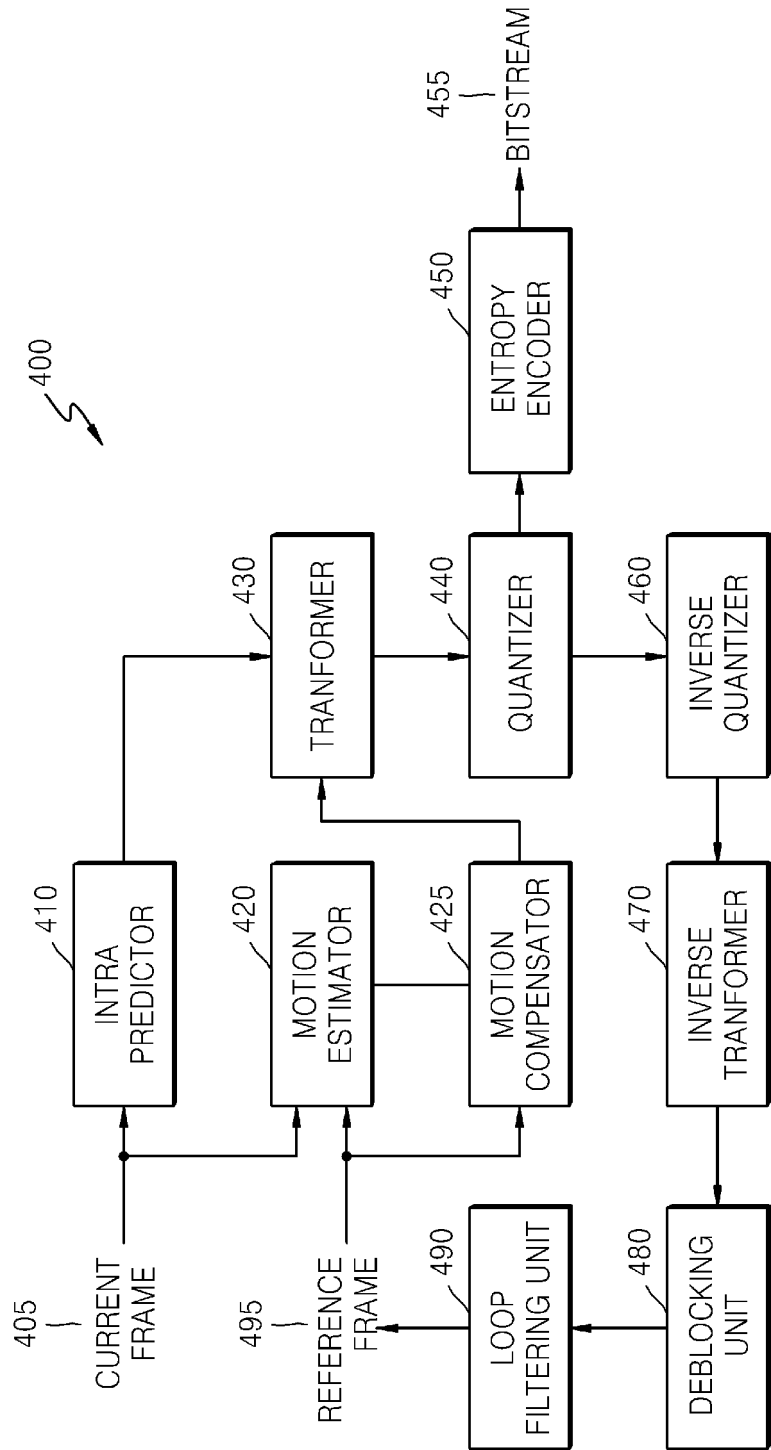 400
405
CURRENT
FRAME
410
INTRA
PREDICTOR
495
REFERENCE
FRAME
420
MOTION
ESTIMATOR
430
TRANFORMER
425
MOTION
COMPENSATOR
440
QUANTIZER
450
ENTROPY
ENCODER
455
BITSTREAM
490
LOOP
FILTERING UNIT
480
DEBLOCKING
UNIT
470
INVERSE
TRANFORMER
460
INVERSE
QUANTIZER